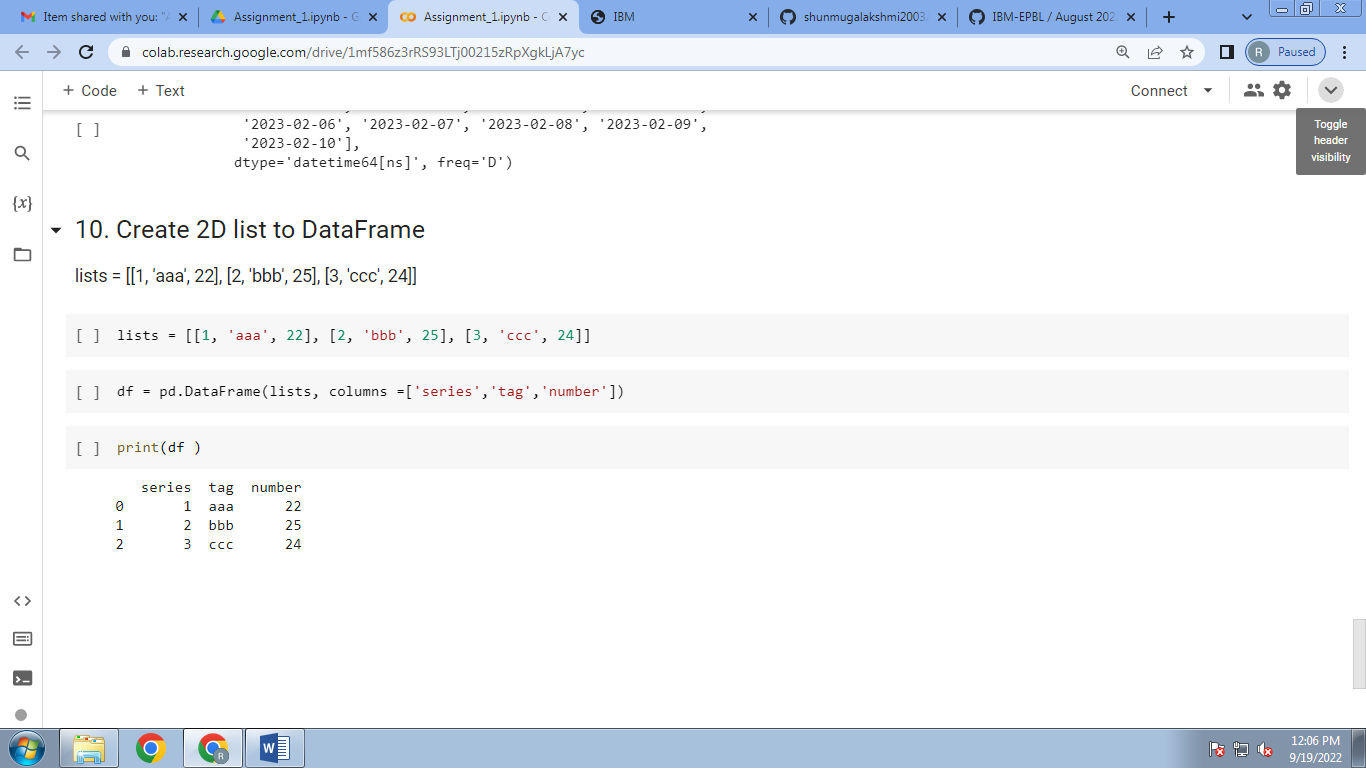 Item shared with you: "A
Assignment_1.ipynb - G
Assignment_1.ipynb - C
IBM
shunmugalakshmi2003
IBM-EPBL / August 202
colab.research.google.com/drive/1mf586z3rRS93LTj00215zRpXgkLjA7yc
R Paused
+ Code + Text
Connect
Toggle
header
visibility
[ ]
'2023-02-06', '2023-02-07', '2023-02-08', '2023-02-09',
'2023-02-10'],
dtype='datetime64[ns]', freq='D')
{x}
10. Create 2D list to DataFrame
lists = [[1, 'aaa', 22], [2, 'bbb', 25], [3, 'ccc', 24]]
[ ] lists = [[1, 'aaa', 22], [2, 'bbb', 25], [3, 'ccc', 24]]
[ ] df = pd.DataFrame(lists, columns =['series','tag','number'])
[ ] print(df )
series tag number
0 1 aaa 22
1 2 bbb 25
2 3 ccc 24
<>
R
W
12:06 PM
9/19/2022